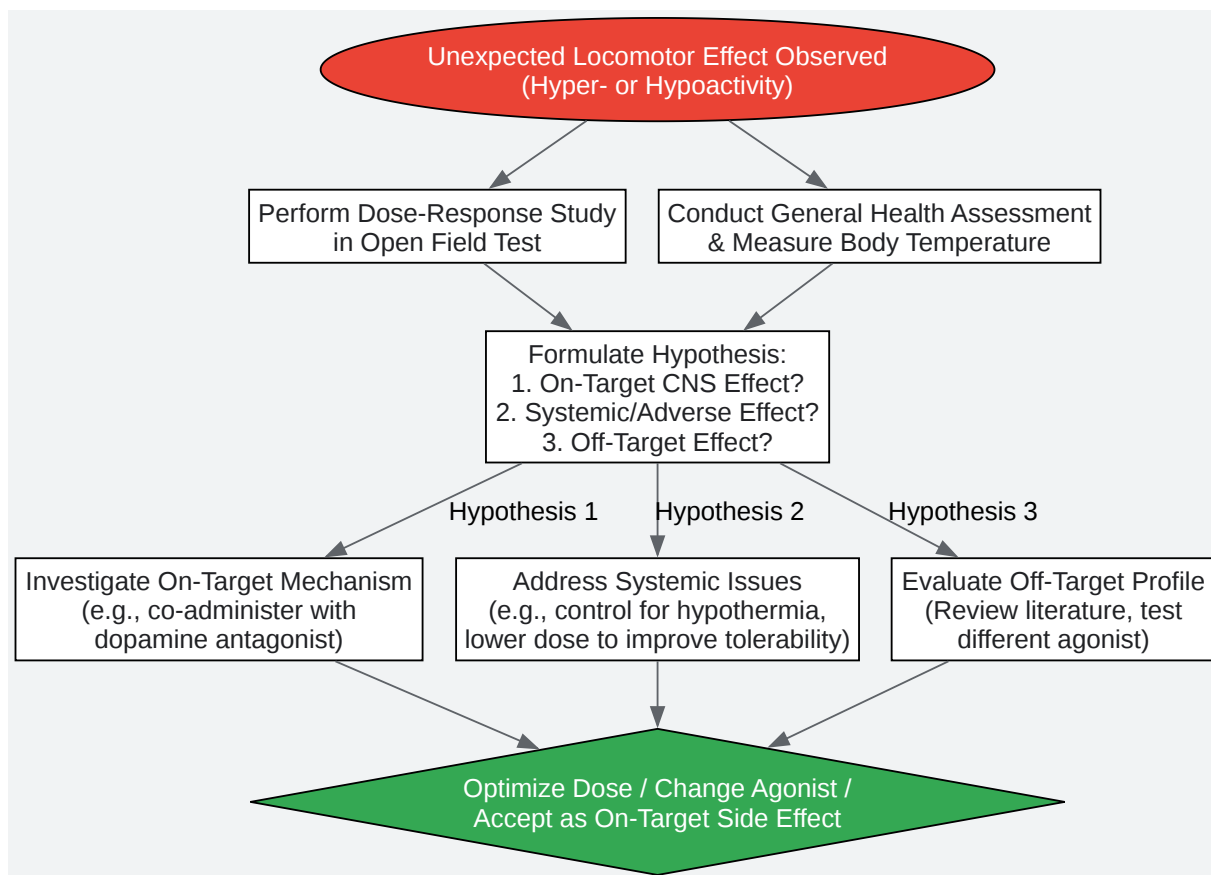 Unexpected Locomotor Effect Observed
(Hyper- or Hypoactivity)
Perform Dose-Response Study
in Open Field Test
Conduct General Health Assessment
& Measure Body Temperature
Formulate Hypothesis:
1. On-Target CNS Effect?
2. Systemic/Adverse Effect?
3. Off-Target Effect?
Hypothesis 1
Hypothesis 2
Hypothesis 3
Investigate On-Target Mechanism
(e.g., co-administer with
dopamine antagonist)
Address Systemic Issues
(e.g., control for hypothermia,
lower dose to improve tolerability)
Evaluate Off-Target Profile
(Review literature, test
different agonist)
Optimize Dose / Change Agonist /
Accept as On-Target Side Effect